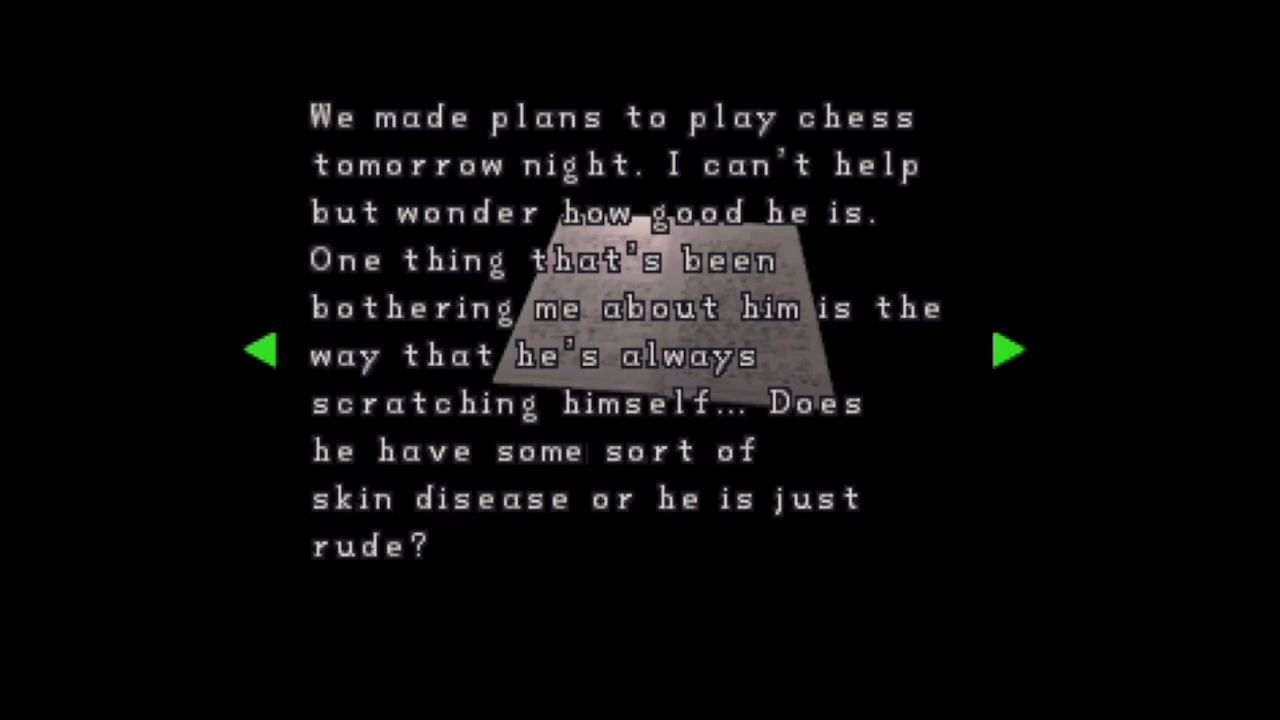 We made plans to play chess
tomorrow night. I can't help
but wonder how good he is.
One thing that's been
bothering me about him is the
way that he's always
scratching himself... Does
he have some sort of
skin disease or he is just
rude?